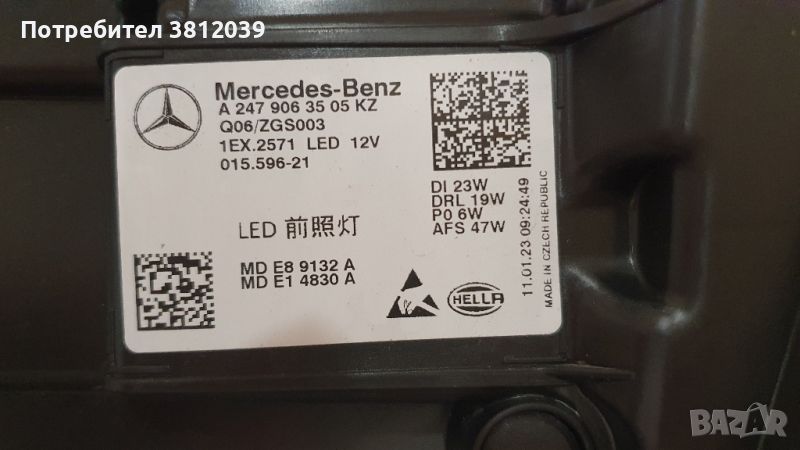 Потребител 3812039
Mercedes-Benz
A 247 906 35 05 KZ
Q06/ZGS003
1EX.2571 LED 12V
015.596-21
DI 23W
DRL 19W
PO 6W
AFS 47W
11.01.23 09:24:49
MADE IN CZECH REPUBLIC
LED 前照灯
MD E8 9132 A
MD E1 4830 A
HELLA
BAZAR